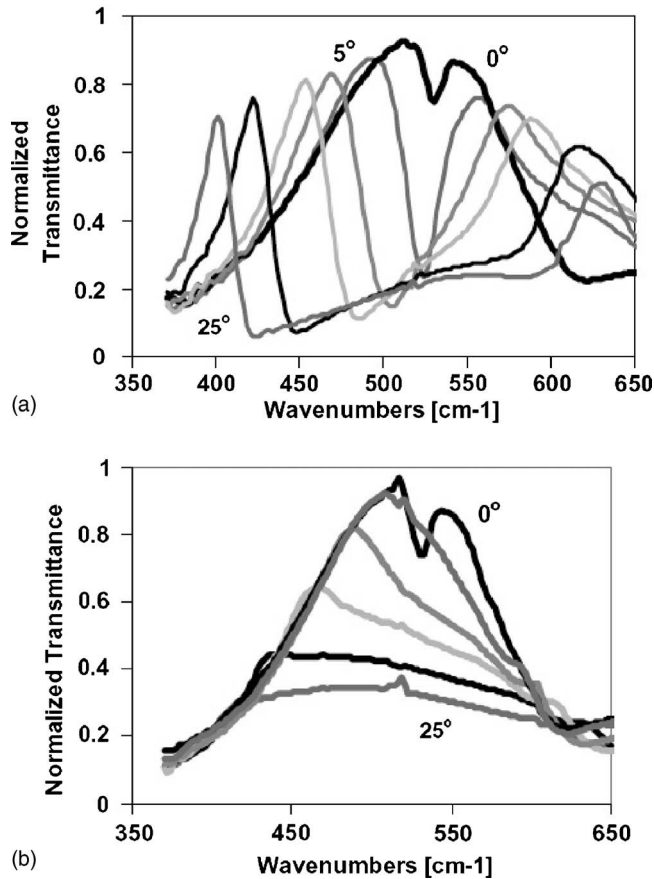 1
0.8
0.6
0.4
0.2
0
Normalized
Transmittance
5°
0°
25°
350 400 450 500 550 600 650
Wavenumbers [cm-1]
(a)
1
0.8
0.6
0.4
0.2
0
Normalized Transmittance
0°
25°
350 450 550 650
Wavenumbers [cm-1]
(b)